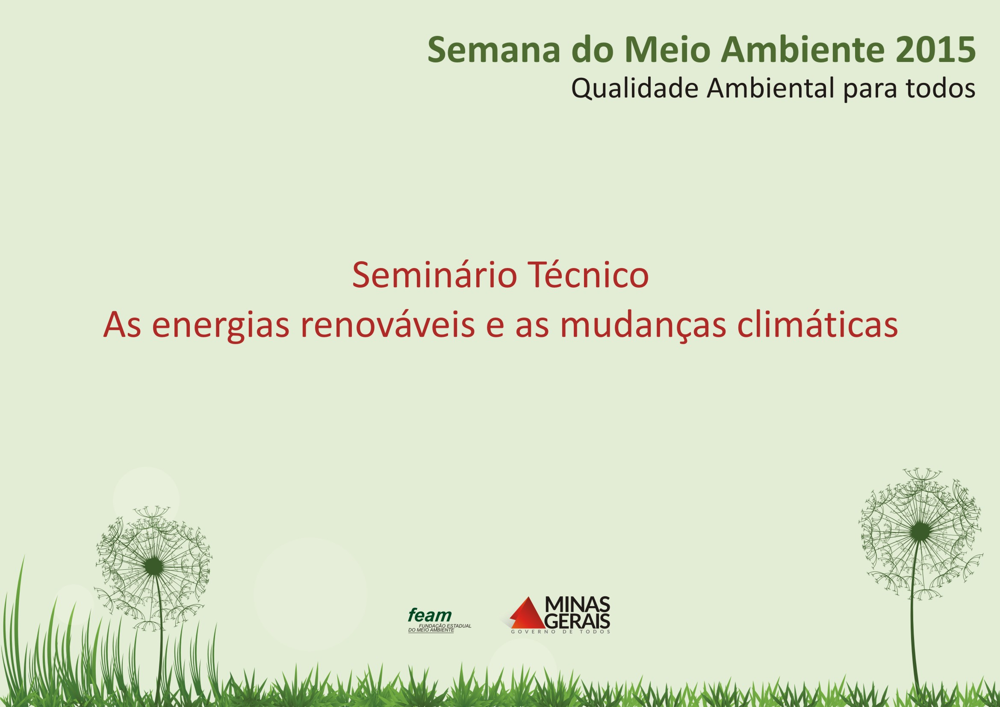 Semana do Meio Ambiente 2015
Qualidade Ambiental para todos
Seminário Técnico
As energias renováveis e as mudanças climáticas
feam
FUNDAÇÃO ESTADUAL
DO MEIO AMBIENTE
MINAS
GERAIS
GOVERNO DE TODOS